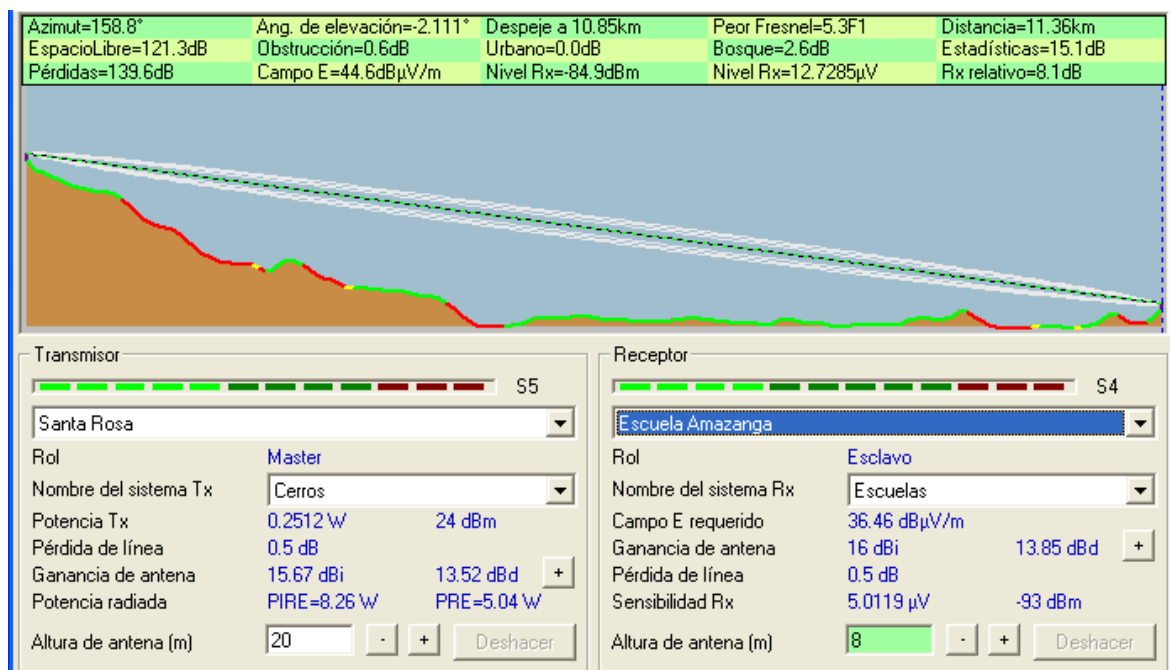 Azimut=158.8° Ang. de elevación=-2.111° Despeje a 10.85km Peor Fresnel=5.3F1 Distancia=11.36km
EspacioLibre=121.3dB Obstrucción=0.6dB Urbano=0.0dB Bosque=2.6dB Estadísticas=15.1dB
Pérdidas=139.6dB Campo E=44.6dBµV/m Nivel Rx=-84.9dBm Nivel Rx=12.7285µV Rx relativo=8.1dB
Transmisor
S5
Santa Rosa
Rol Master
Nombre del sistema Tx Cerros
Potencia Tx 0.2512 W 24 dBm
Pérdida de línea 0.5 dB
Ganancia de antena 15.67 dBi 13.52 dBd +
Potencia radiada PIRE=8.26 W PRE=5.04 W
Altura de antena (m) 20 - + Deshacer
Receptor
S4
Escuela Amazanga
Rol Esclavo
Nombre del sistema Rx Escuelas
Campo E requerido 36.46 dBµV/m
Ganancia de antena 16 dBi 13.85 dBd +
Pérdida de línea 0.5 dB
Sensibilidad Rx 5.0119 µV -93 dBm
Altura de antena (m) 8 - + Deshacer